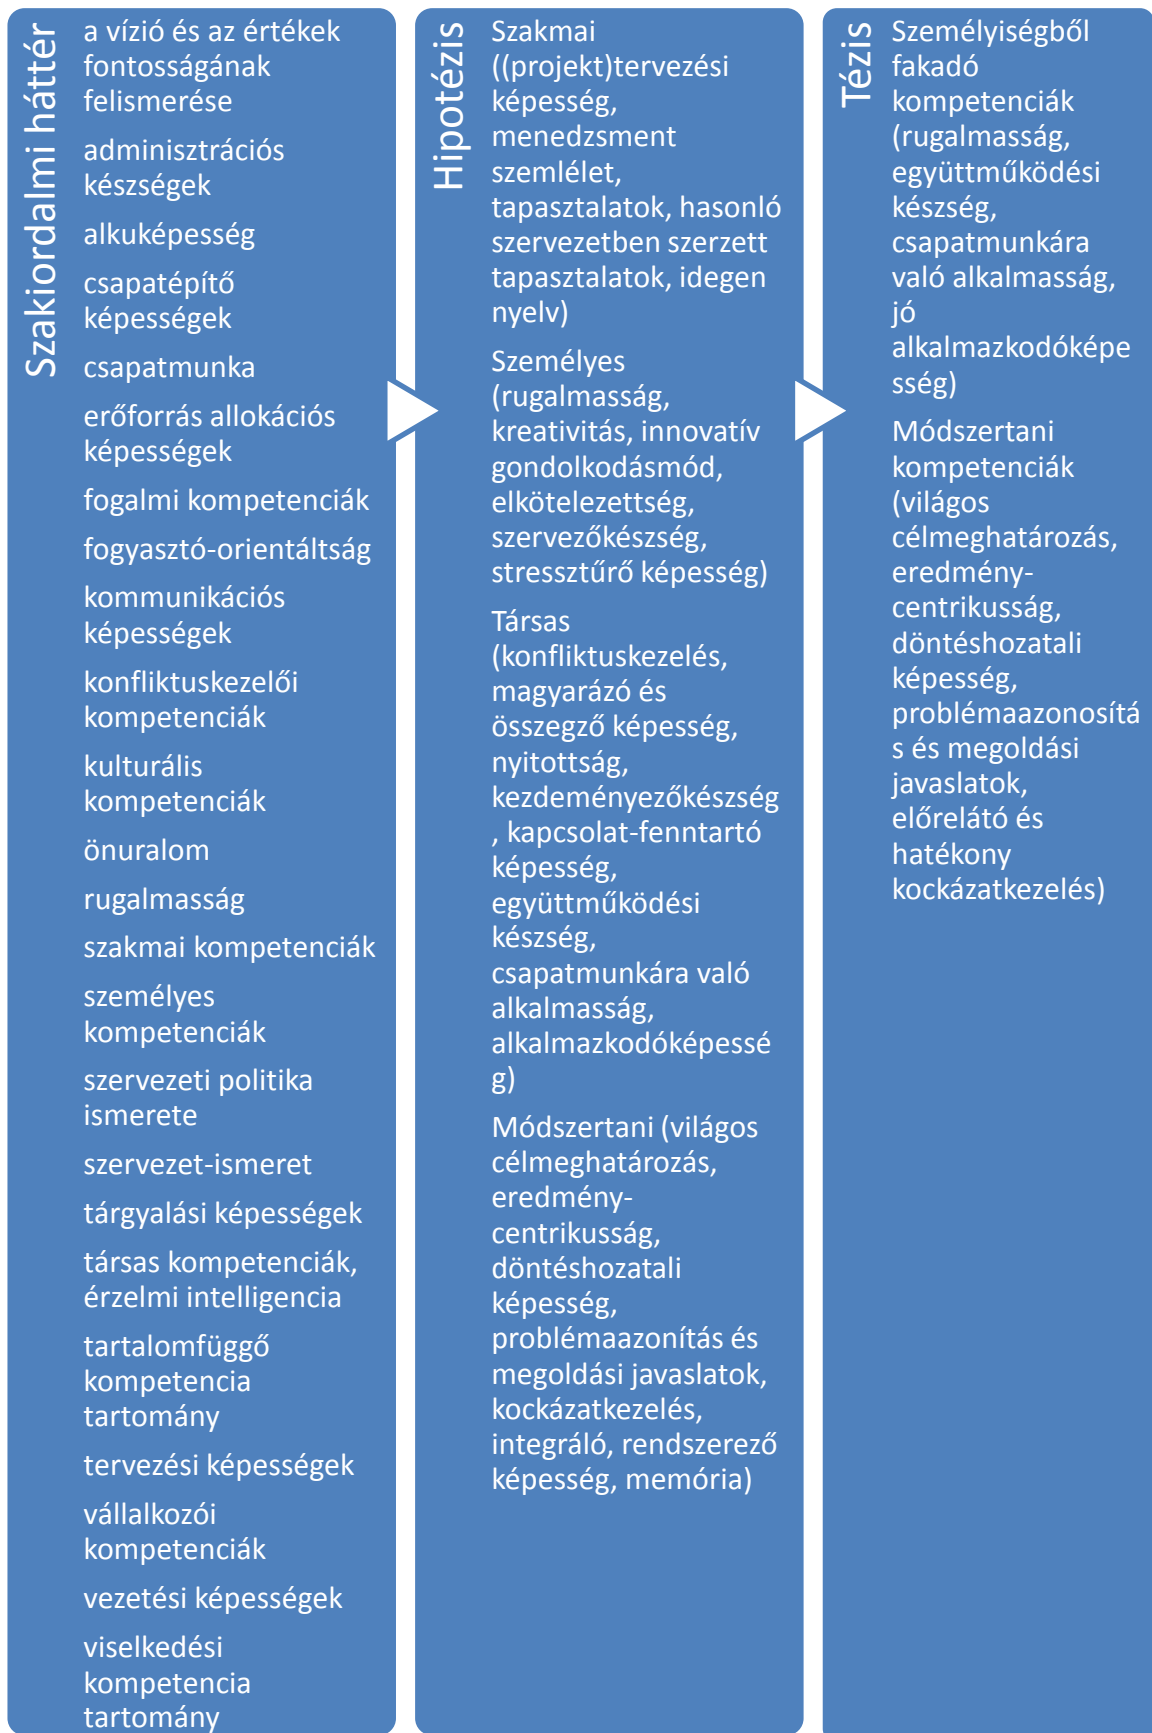 Szakiordalmi háttér
a vízió és az értékek
fontosságának
felismerése
adminisztrációs
készségek
alkuképesség
csapatépítő
képességek
csapatmunka
erőforrás allokációs
képességek
fogalmi kompetenciák
fogyasztó-orientáltság
kommunikációs
képességek
konfliktuskezelői
kompetenciák
kulturális
kompetenciák
önuralom
rugalmasság
szakmai kompetenciák
személyes
kompetenciák
szervezeti politika
ismerete
szervezet-ismeret
tárgyalási képességek
társas kompetenciák,
érzelmi intelligencia
tartalomfüggő
kompetencia
tartomány
tervezési képességek
vállalkozói
kompetenciák
vezetési képességek
viselkedési
kompetencia
tartomány
Hipotézis
Szakmai
((projekt)tervezési
képesség,
menedzsment
szemlélet,
tapasztalatok, hasonló
szervezetben szerzett
tapasztalatok, idegen
nyelv)
Személyes
(rugalmasság,
kreativitás, innovatív
gondolkodásmód,
elkötelezettség,
szervezőkészség,
stressztűrő képesség)
Társas
(konfliktuskezelés,
magyarázó és
összegző képesség,
nyitottság,
kezdeményezőkészség
, kapcsolat-fenntartó
képesség,
együttműködési
készség,
csapatmunkára való
alkalmasság,
alkalmazkodóképessé
g)
Módszertani (világos
célmeghatározás,
eredmény-
centrikusság,
döntéshozatali
képesség,
problémaazonítás és
megoldási javaslatok,
kockázatkezelés,
integráló, rendszerező
képesség, memória)
Tézis
Személyiségből
fakadó
kompetenciák
(rugalmasság,
együttműködési
készség,
csapatmunkára
való alkalmasság,
jó
alkalmazkodóképe
sség)
Módszertani
kompetenciák
(világos
célmeghatározás,
eredmény-
centrikusság,
döntéshozatali
képesség,
problémaazonosítá
s és megoldási
javaslatok,
előrelátó és
hatékony
kockázatkezelés)